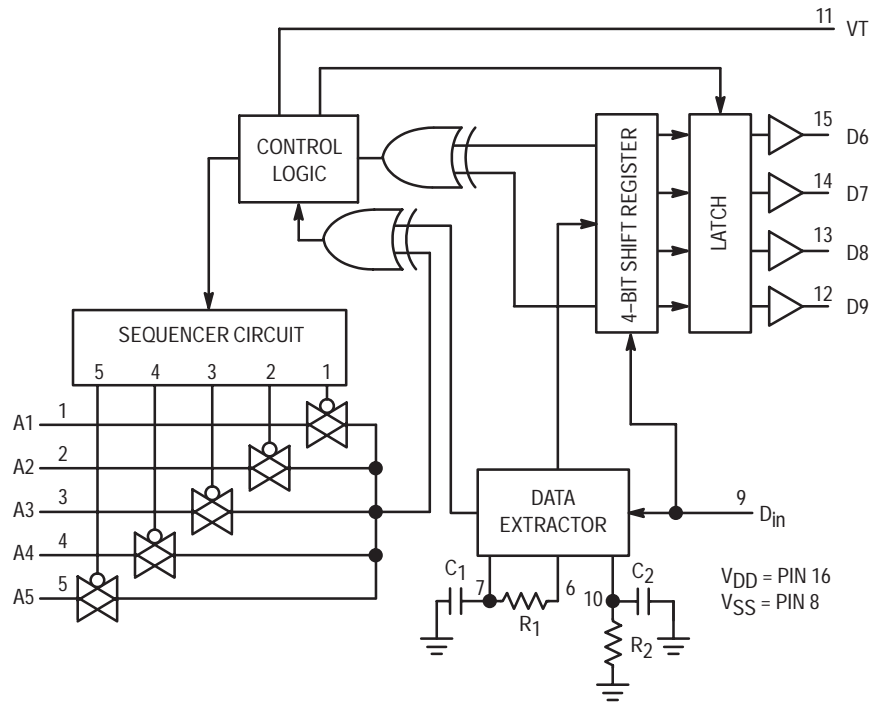 11 VT
CONTROL
LOGIC
4–BIT SHIFT REGISTER
LATCH
15 D6
14 D7
13 D8
12 D9
SEQUENCER CIRCUIT
5 4 3 2 1
A1 1
A2 2
A3 3
A4 4
A5 5
DATA
EXTRACTOR
9 Din
C1 7 R1 6 10 C2
R2
VDD = PIN 16
VSS = PIN 8